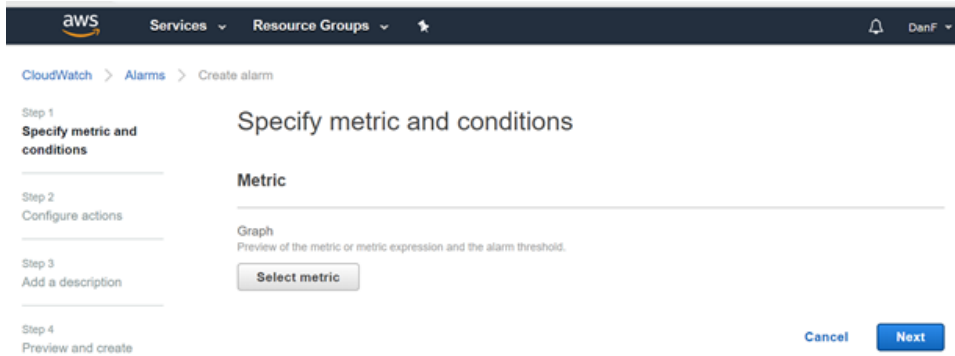 aws Services Resource Groups DanF
CloudWatch > Alarms > Create alarm
Step 1
Specify metric and
conditions
Step 2
Configure actions
Step 3
Add a description
Step 4
Preview and create
Specify metric and conditions
Metric
Graph
Preview of the metric or metric expression and the alarm threshold.
Select metric
Cancel Next